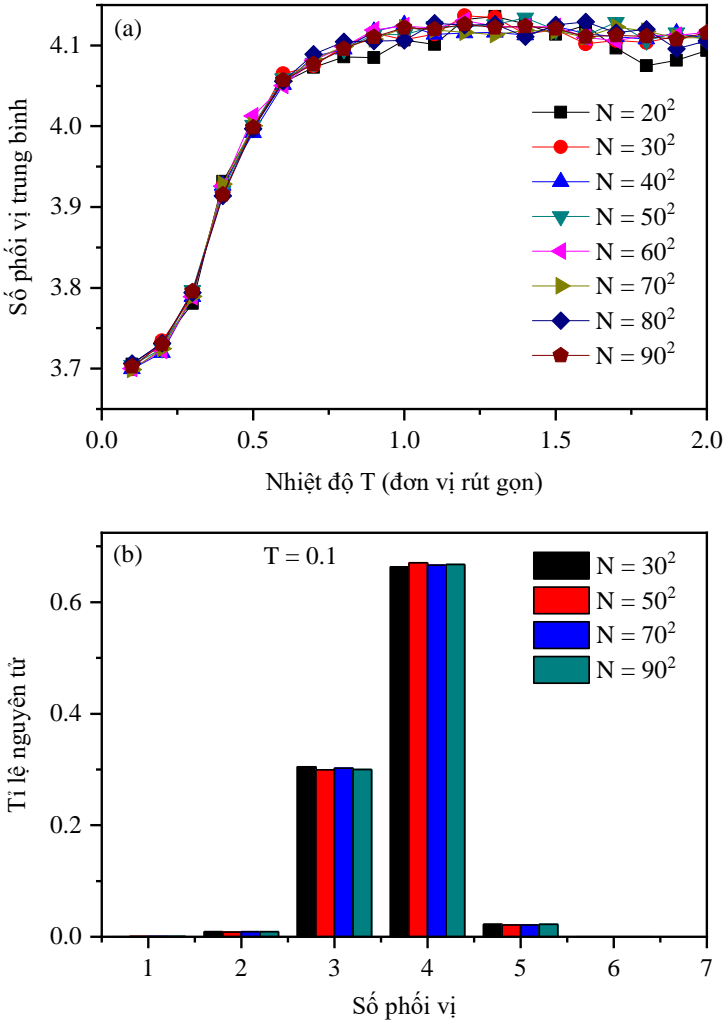 (a)
Số phối vị trung bình
4.1
4.0
3.9
3.8
3.7
N = 20²
N = 30²
N = 40²
N = 50²
N = 60²
N = 70²
N = 80²
N = 90²
0.0 0.5 1.0 1.5 2.0
Nhiệt độ T (đơn vị rút gọn)
(b)
T = 0.1
Tỉ lệ nguyên tử
0.6
0.4
0.2
0.0
N = 30²
N = 50²
N = 70²
N = 90²
1 2 3 4 5 6 7
Số phối vị